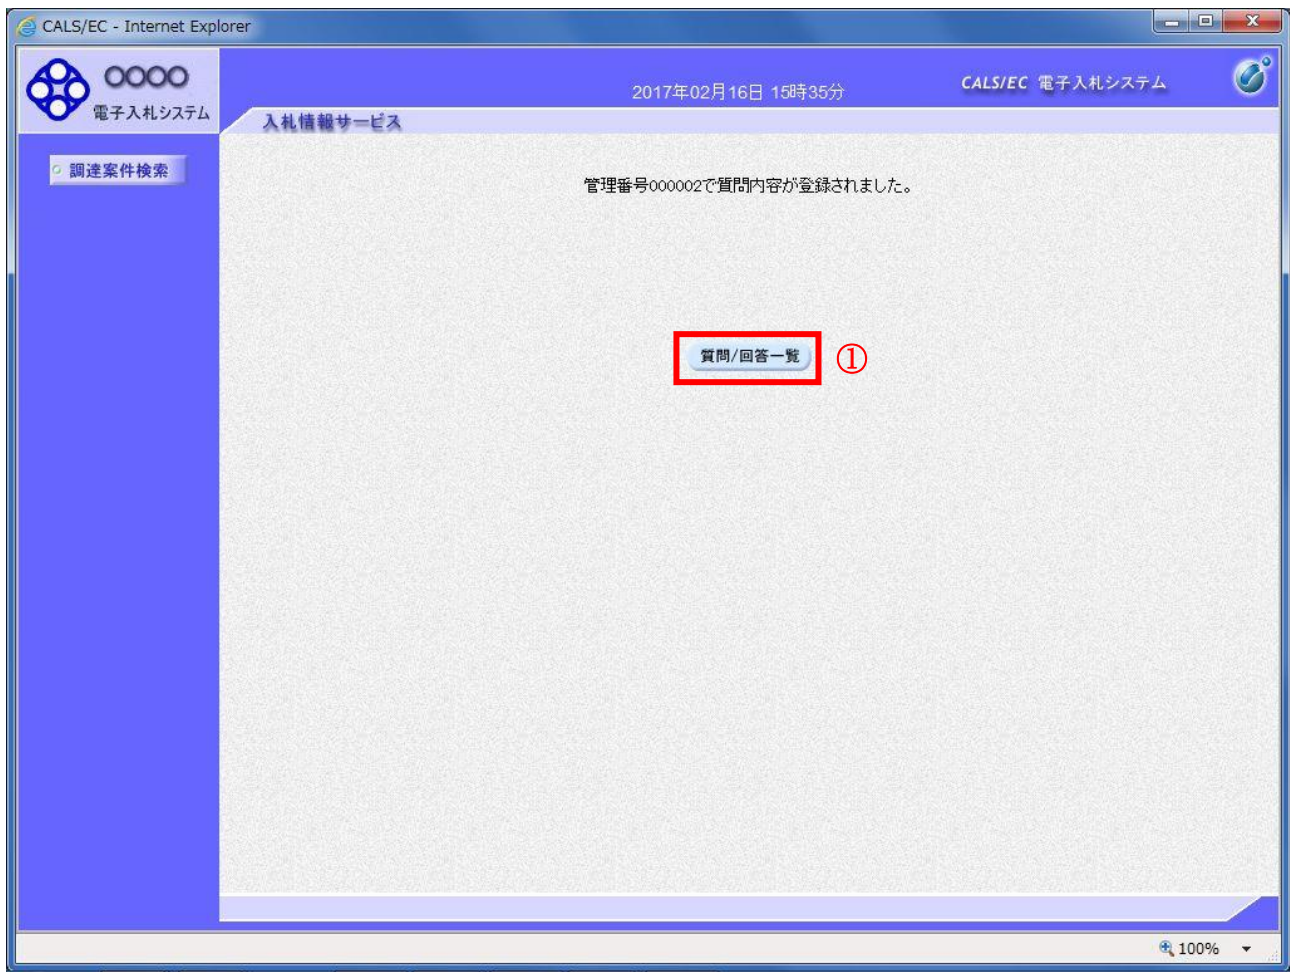 CALS/EC - Internet Explorer
○○○○
電子入札システム
2017年02月16日 15時35分
CALS/EC 電子入札システム
入札情報サービス
調達案件検索
管理番号000002で質問内容が登録されました。
質問/回答一覧
①
100%